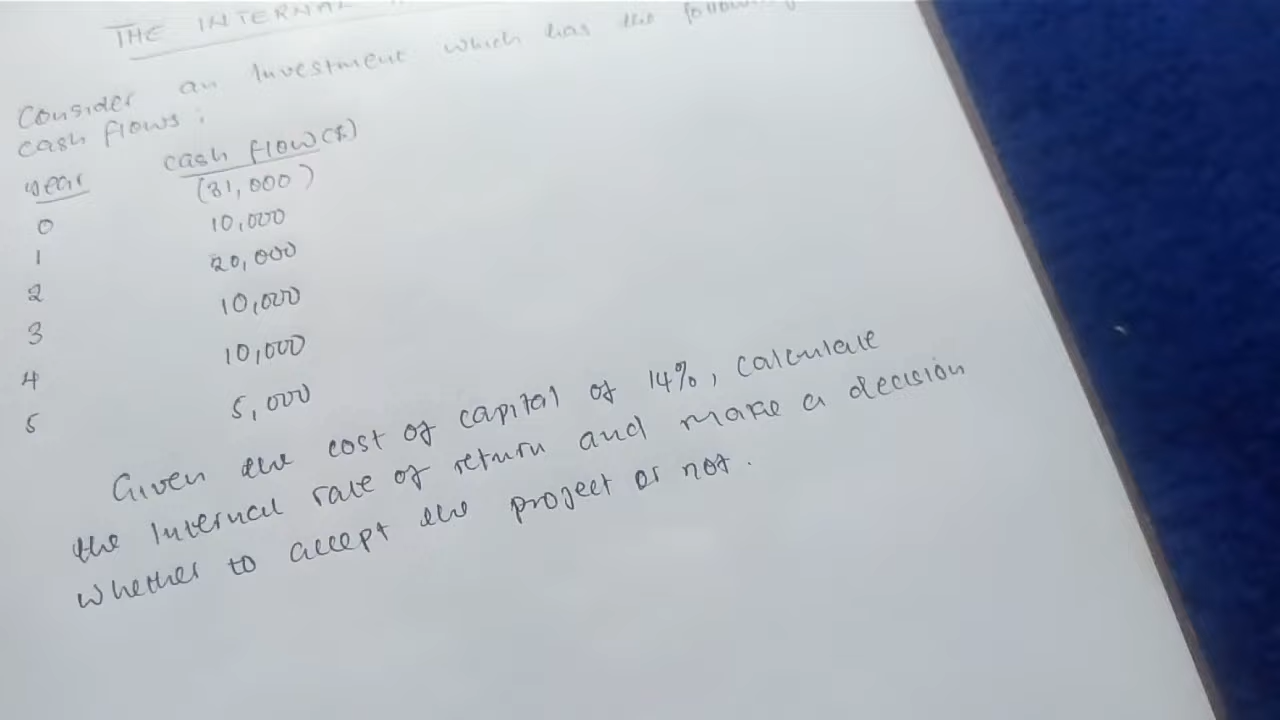 THE INTERNAL
Consider an Investment which has the following
cash flows:
year cash flow($)
0 (31,000)
1 10,000
2 20,000
3 10,000
4 10,000
5 5,000
Given the cost of capital of 14%, calculate
the Internal rate of return and make a decision
whether to accept the project or not.